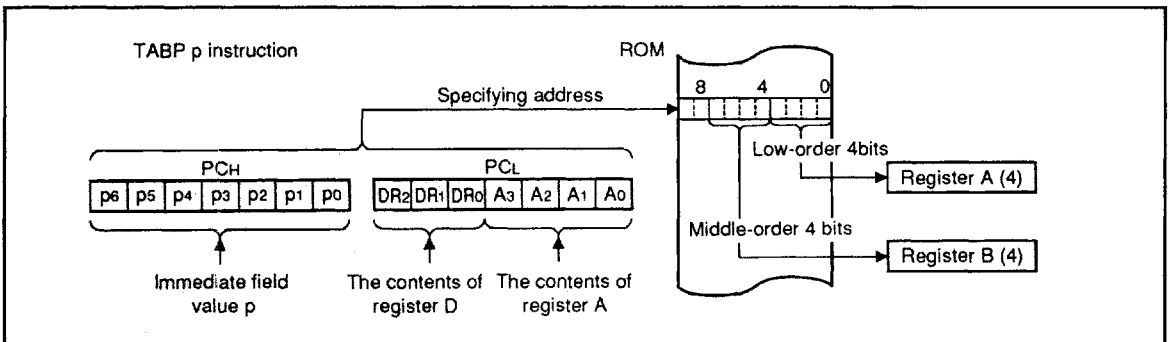 TABP p instruction
ROM
8 4 0
Specifying address
Low-order 4bits
PCH PCL
Register A (4)
p6 p5 p4 p3 p2 p1 p0 DR2 DR1 DR0 A3 A2 A1 A0
Middle-order 4 bits
Register B (4)
Immediate field
value p
The contents of
register D
The contents of
register A